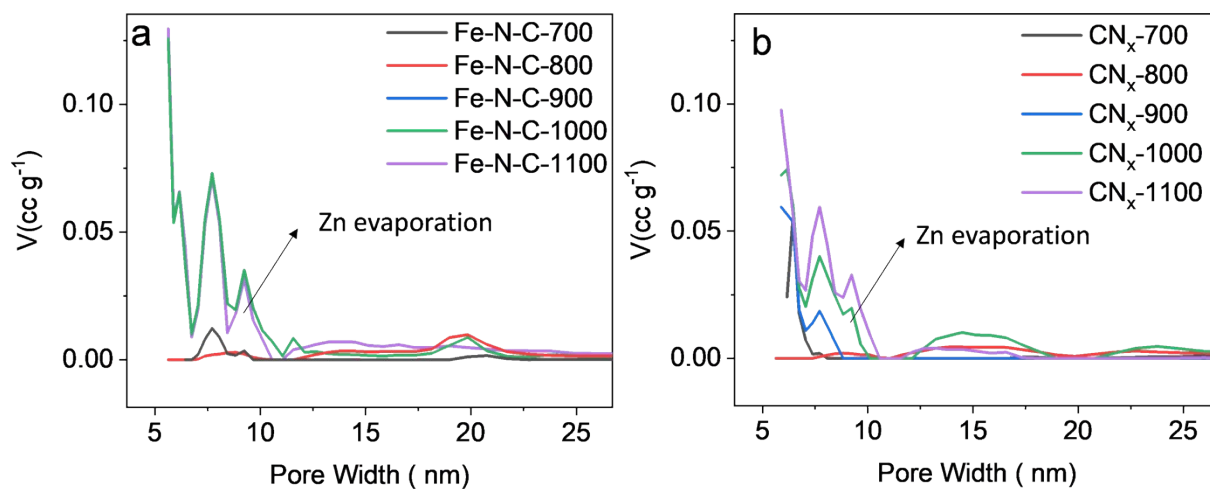 a
Fe-N-C-700
Fe-N-C-800
Fe-N-C-900
Fe-N-C-1000
Fe-N-C-1100
Zn evaporation
0.10
0.05
0.00
V(cc g⁻¹)
5 10 15 20 25
Pore Width ( nm)
b
CNₓ-700
CNₓ-800
CNₓ-900
CNₓ-1000
CNₓ-1100
Zn evaporation
0.10
0.05
0.00
V(cc g⁻¹)
5 10 15 20 25
Pore Width ( nm)